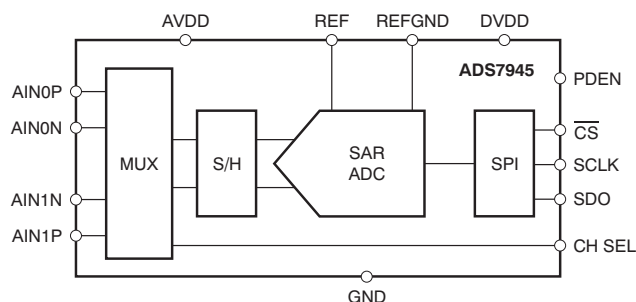 AVDD
REF
REFGND
DVDD
ADS7945
PDEN
AIN0P
AIN0N
MUX
S/H
SAR
ADC
SPI
CS
SCLK
SDO
AIN1N
AIN1P
CH SEL
GND